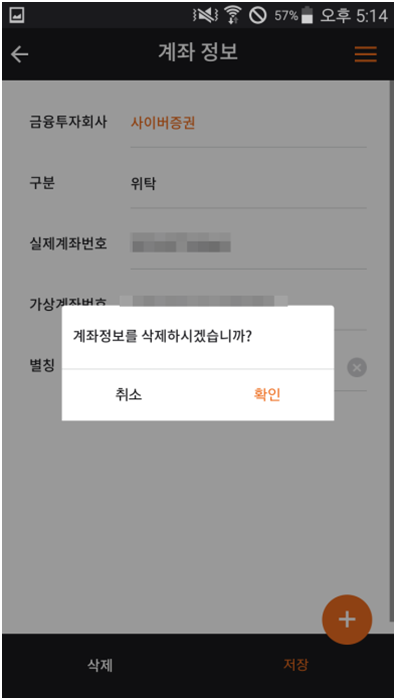 57% 오후 5:14
계좌 정보
금융투자회사 사이버증권
구분 위탁
실제계좌번호
가상계좌번호
계좌정보를 삭제하시겠습니까?
별칭
취소 확인
삭제 저장